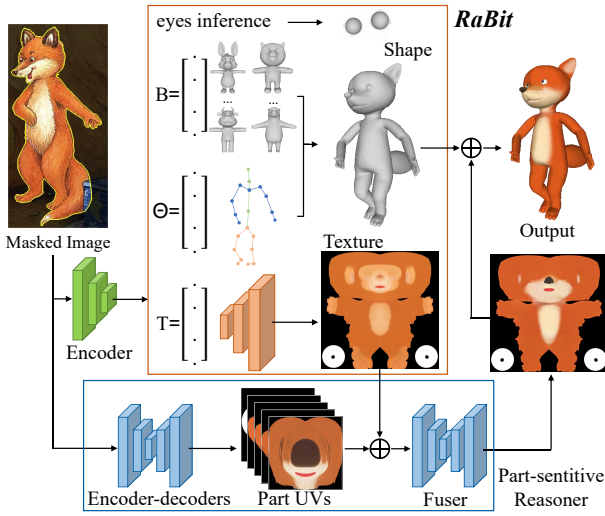 eyes inference
RaBit
Shape
B=
...
...
Θ=
Masked Image
Texture
Output
T=
Encoder
Encoder-decoders
Part UVs
Fuser
Part-sentitive
Reasoner